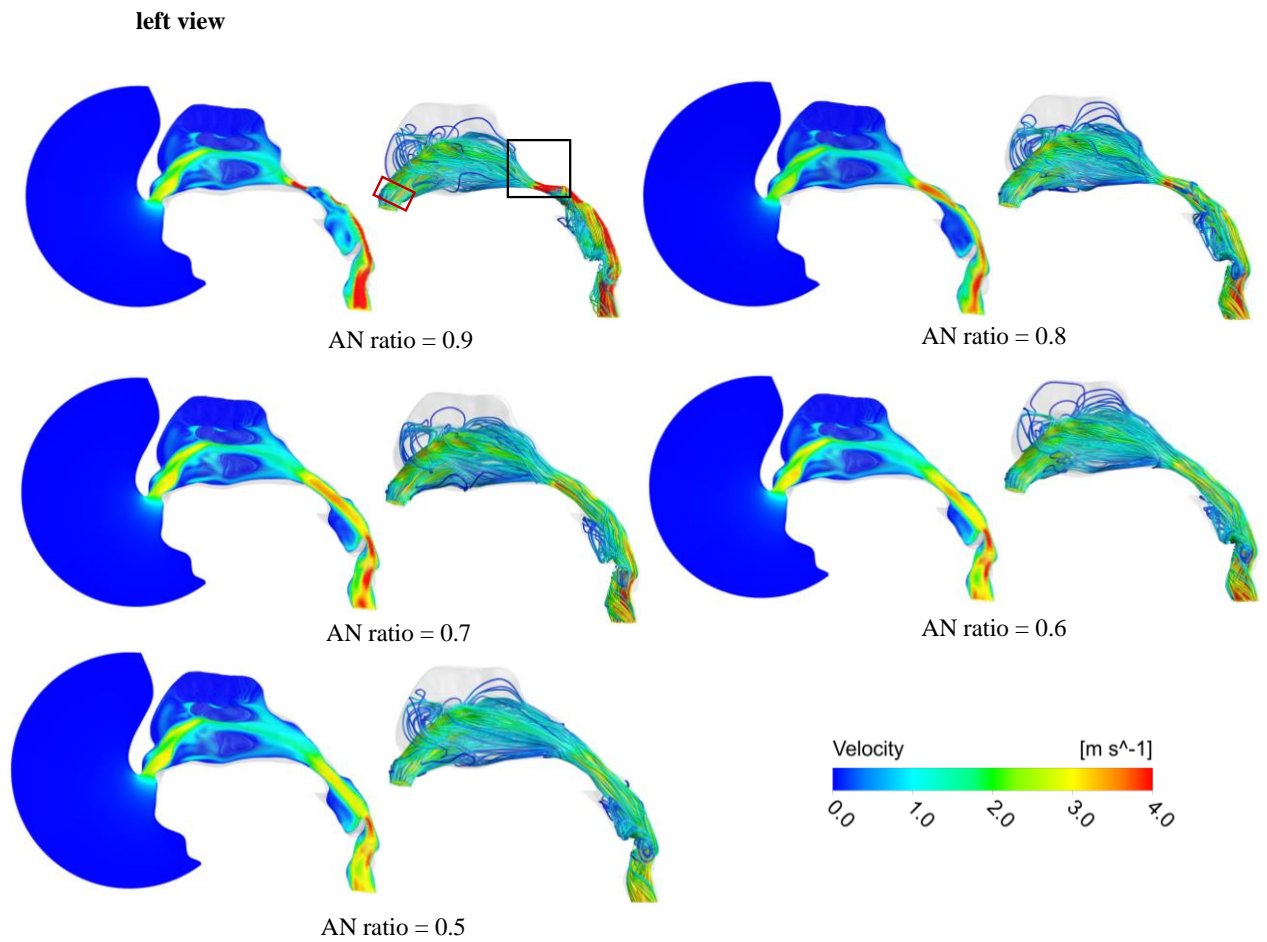 left view
AN ratio = 0.9
AN ratio = 0.8
AN ratio = 0.7
AN ratio = 0.6
AN ratio = 0.5
Velocity [m s^-1]
0.0 1.0 2.0 3.0 4.0